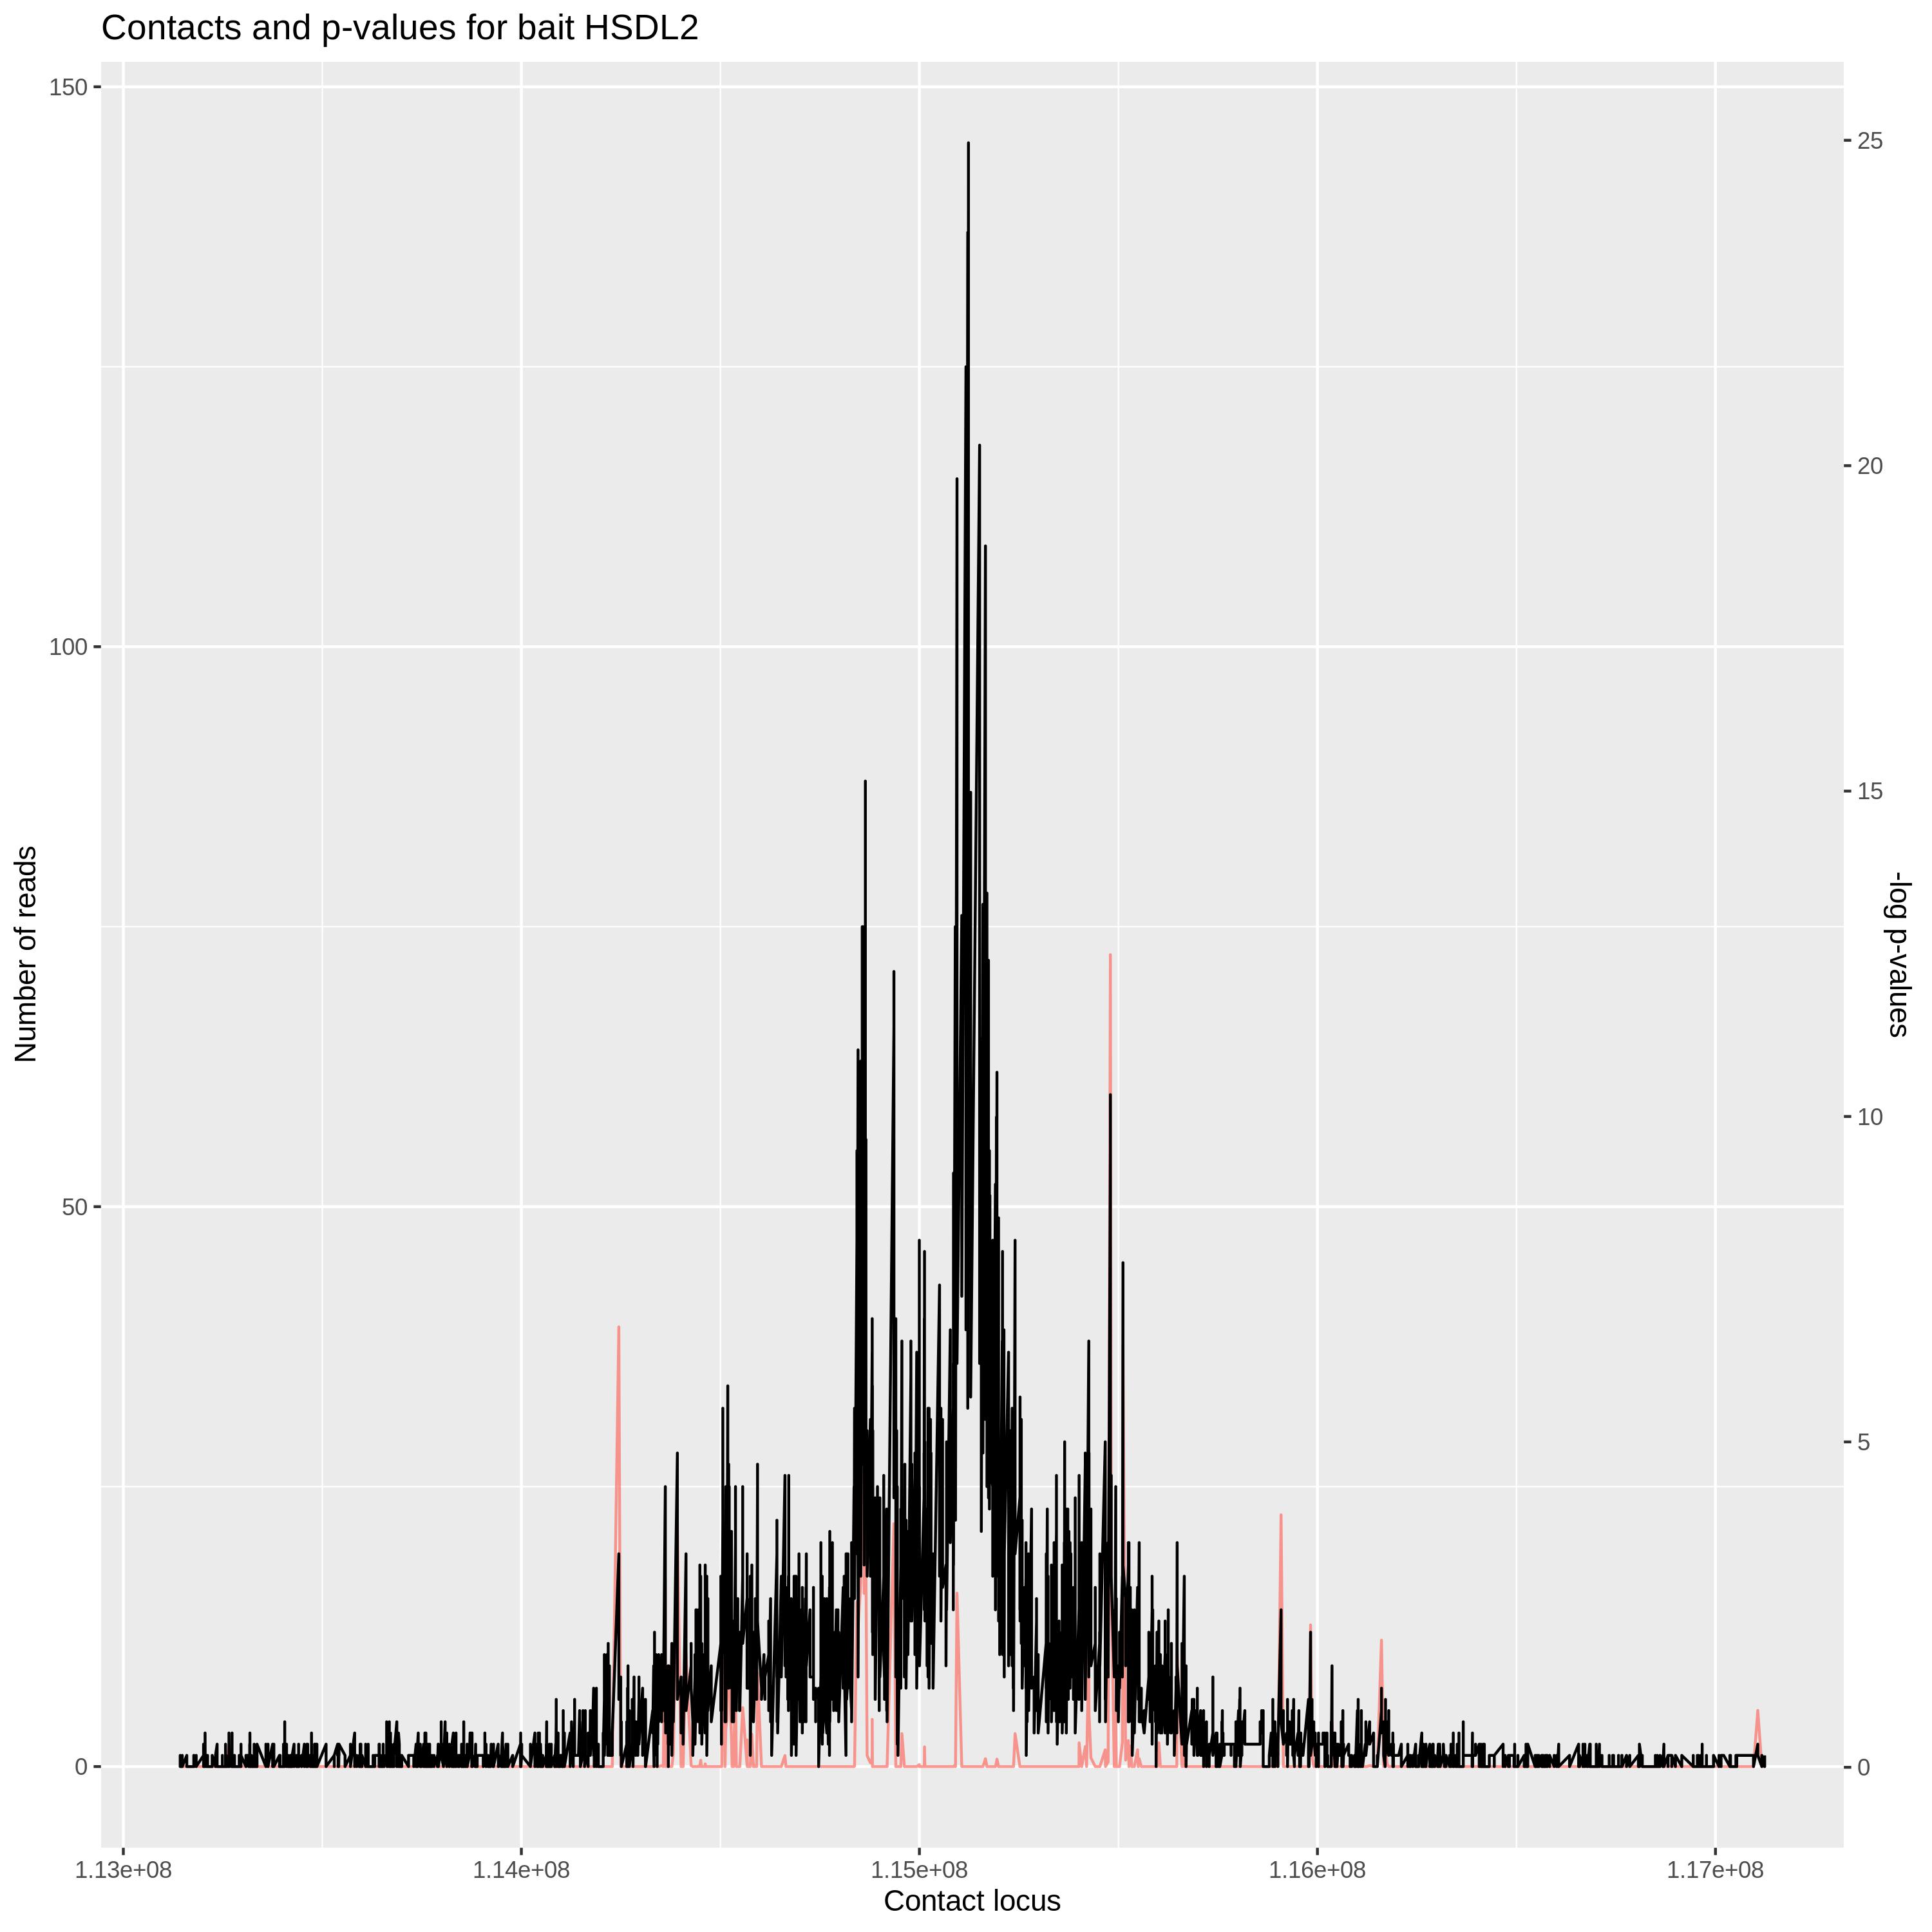 Contacts and p-values for bait HSDL2
150
100
50
0
25
20
15
10
5
0
Number of reads
-log p-values
1.13e+08 1.14e+08 1.15e+08 1.16e+08 1.17e+08
Contact locus